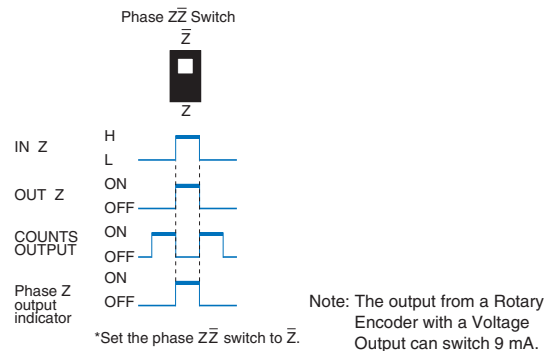 Phase ZZ̅ Switch
Z̅
Z
IN Z
H
L
OUT Z
ON
OFF
COUNTS
OUTPUT
ON
OFF
Phase Z
output
indicator
ON
OFF
*Set the phase ZZ̅ switch to Z̅.
Note: The output from a Rotary
Encoder with a Voltage
Output can switch 9 mA.